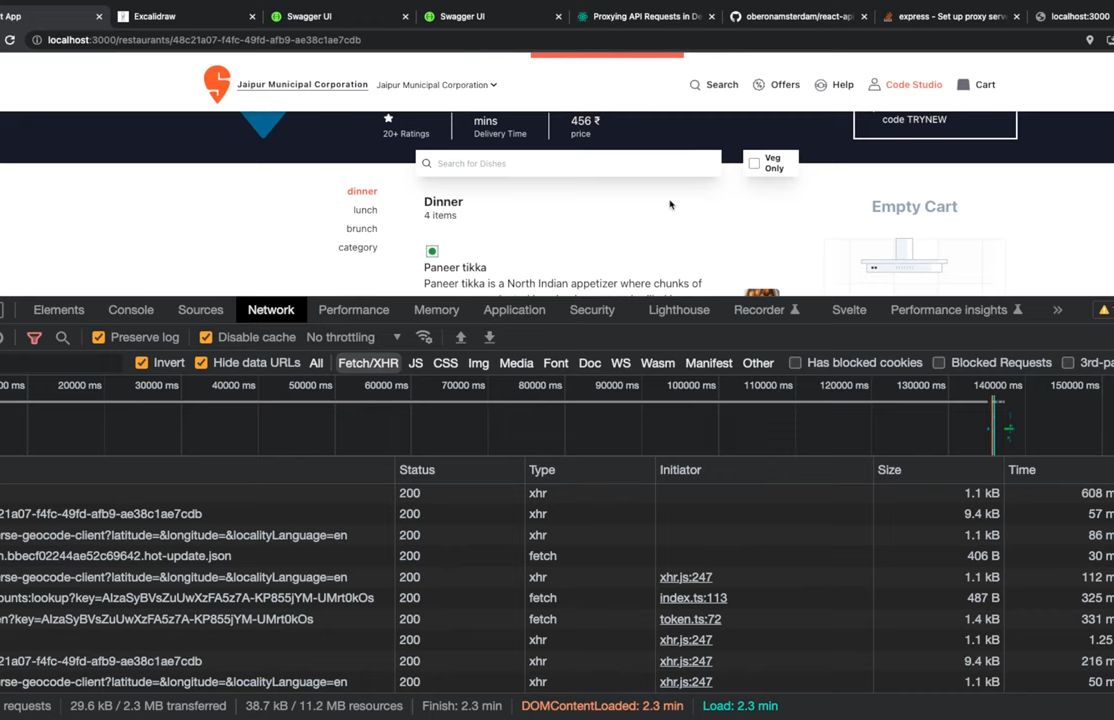 t App
Excalidraw
Swagger UI
Swagger UI
Proxying API Requests in De
oberonamsterdam/react-api
express - Set up proxy serv
localhost:3000
localhost:3000/restaurants/48c21a07-f4fc-49fd-afb9-ae38c1ae7cdb
Jaipur Municipal Corporation
Jaipur Municipal Corporation
Search
Offers
Help
Code Studio
Cart
20+ Ratings
mins
Delivery Time
456 ₹
price
code TRYNEW
Search for Dishes
Veg
Only
dinner
lunch
brunch
category
Dinner
4 items
Paneer tikka
Paneer tikka is a North Indian appetizer where chunks of
Empty Cart
Elements Console Sources Network Performance Memory Application Security Lighthouse Recorder Svelte Performance insights
Preserve log Disable cache No throttling
Invert Hide data URLs All Fetch/XHR JS CSS Img Media Font Doc WS Wasm Manifest Other Has blocked cookies Blocked Requests 3rd-pa
00 ms 20000 ms 30000 ms 40000 ms 50000 ms 60000 ms 70000 ms 80000 ms 90000 ms 100000 ms 110000 ms 120000 ms 130000 ms 140000 ms 150000 ms
Status Type Initiator Size Time
200 xhr 1.1 kB 608 m
21a07-f4fc-49fd-afb9-ae38c1ae7cdb 200 xhr 9.4 kB 57 m
erse-geocode-client?latitude=&longitude=&localityLanguage=en 200 xhr 1.1 kB 86 m
n.bbecf02244ae52c69642.hot-update.json 200 fetch 406 B 30 m
erse-geocode-client?latitude=&longitude=&localityLanguage=en 200 xhr xhr.js:247 1.1 kB 112 m
ounts:lookup?key=AIzaSyBVsZuUwXzFA5z7A-KP855jYM-UMrt0kOs 200 fetch index.ts:113 487 B 325 m
en?key=AIzaSyBVsZuUwXzFA5z7A-KP855jYM-UMrt0kOs 200 fetch token.ts:72 1.4 kB 331 m
200 xhr xhr.js:247 1.1 kB 1.25
21a07-f4fc-49fd-afb9-ae38c1ae7cdb 200 xhr xhr.js:247 9.4 kB 216 m
erse-geocode-client?latitude=&longitude=&localityLanguage=en 200 xhr xhr.js:247 1.1 kB 50 m
requests 29.6 kB / 2.3 MB transferred 38.7 kB / 11.2 MB resources Finish: 2.3 min DOMContentLoaded: 2.3 min Load: 2.3 min